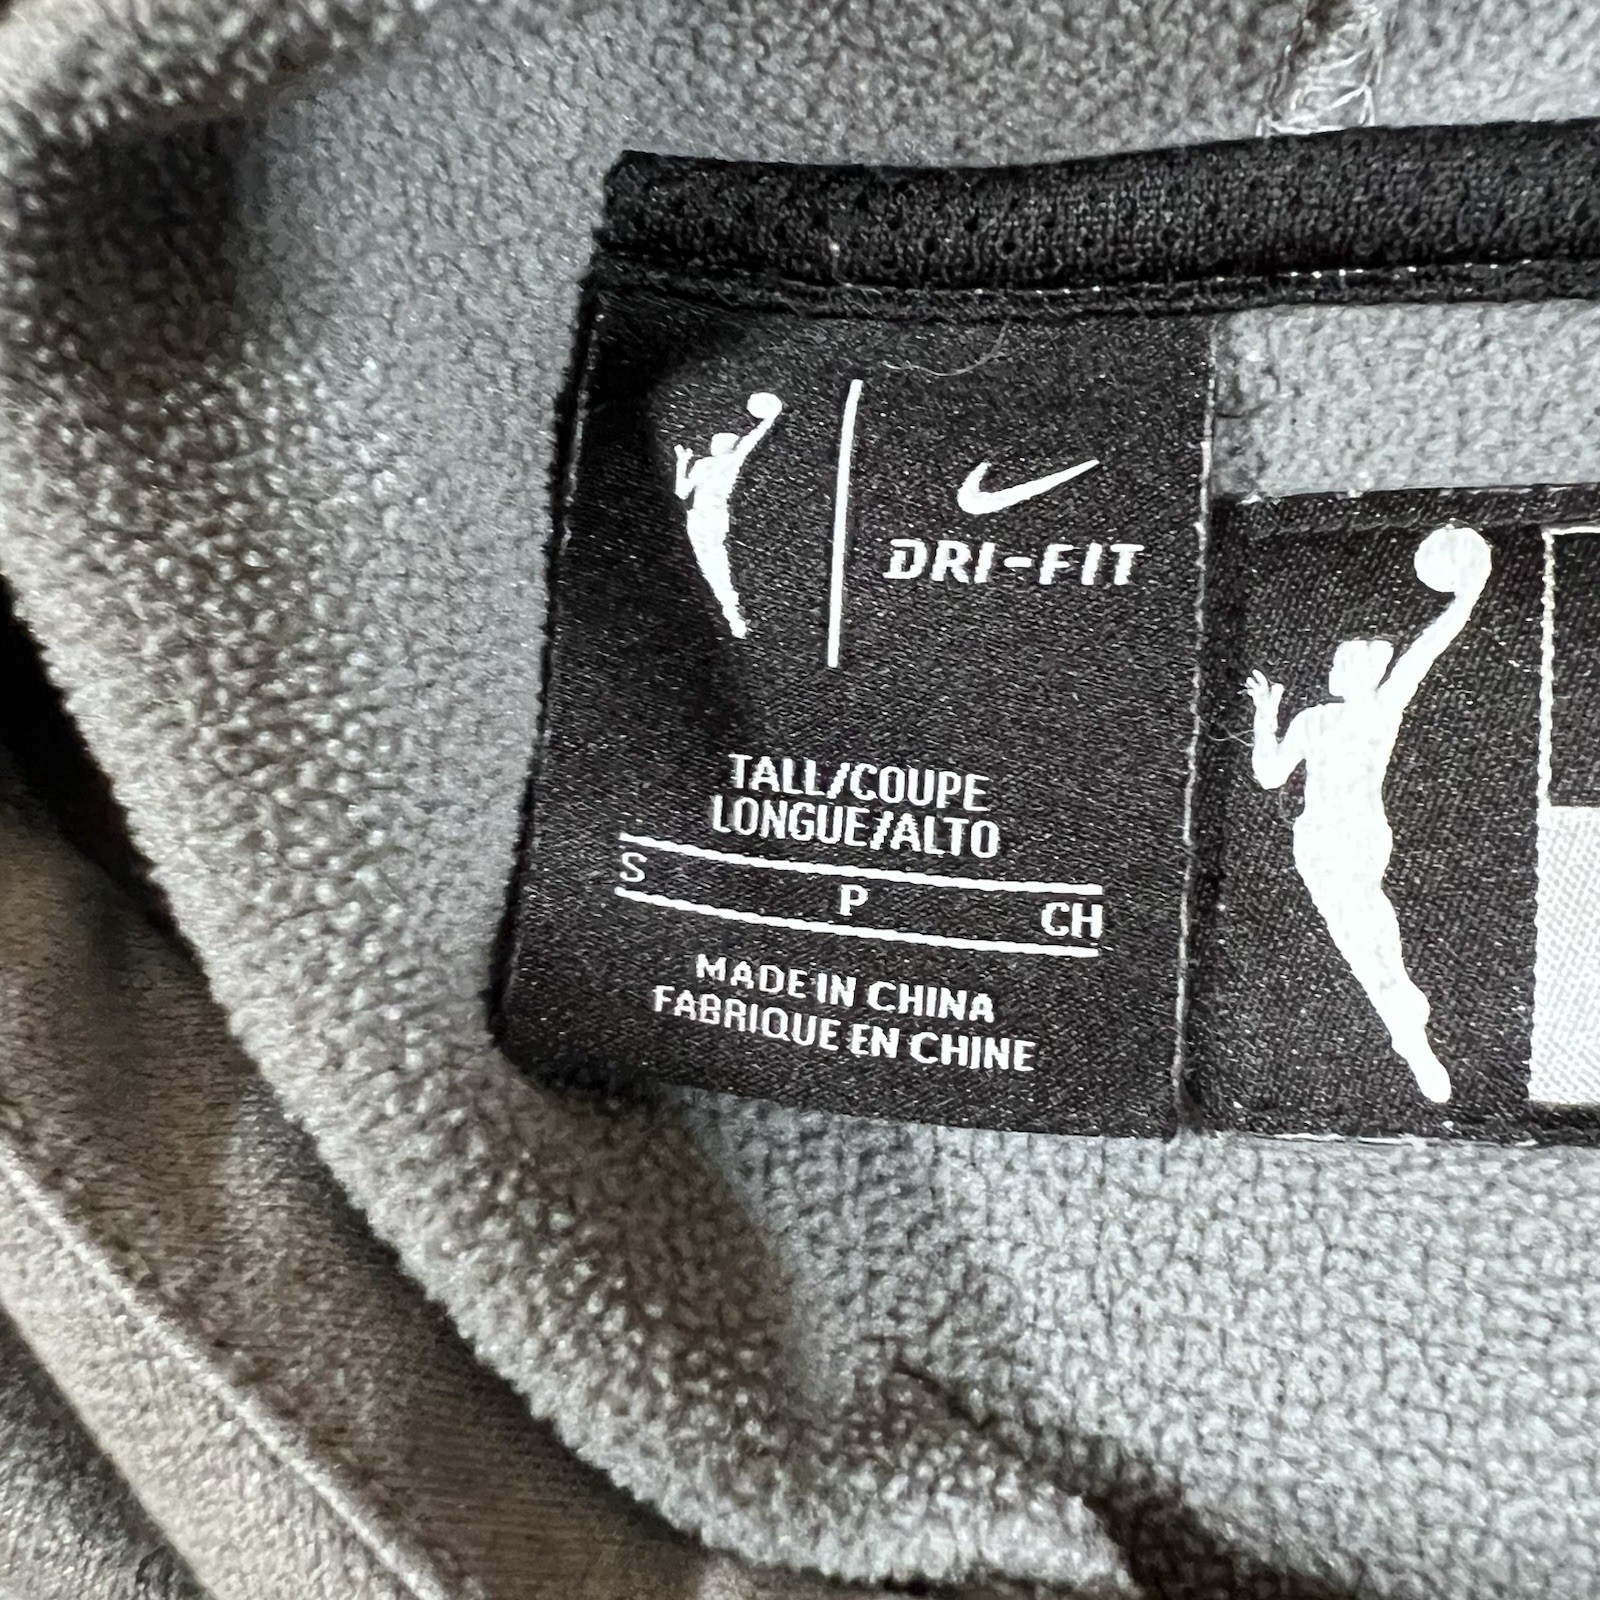 DRI-FIT
TALL/COUPE
LONGUE/ALTO
S P CH
MADE IN CHINA
FABRIQUE EN CHINE